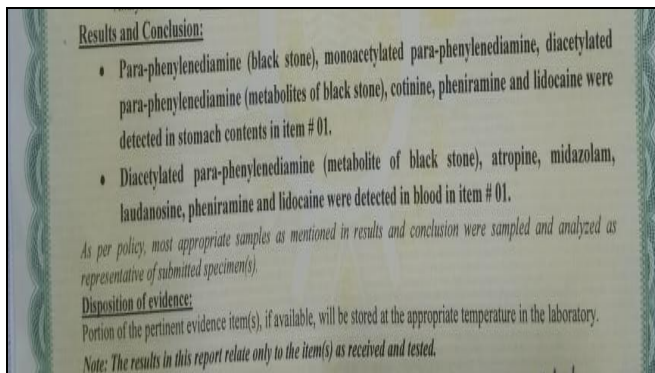 Results and Conclusion:
• Para-phenylenediamine (black stone), monoacetylated para-phenylenediamine, diacetylated
para-phenylediamine (metabolites of black stone), cotinine, pheniramine and lidocaine were
detected in stomach contents in item # 01.
• Diacetylated para-phenylenediamine (metabolite of black stone), atropine, midazolam,
laudanosine, pheniramine and lidocaine were detected in blood in item # 01.
As per policy, most appropriate samples as mentioned in results and conclusion were sampled and analyzed as
representative of submitted specimen(s).
Disposition of evidence:
Portion of the pertinent evidence item(s), if available, will be stored at the appropriate temperature in the laboratory.
Note: The results in this report relate only to the item(s) as received and tested.